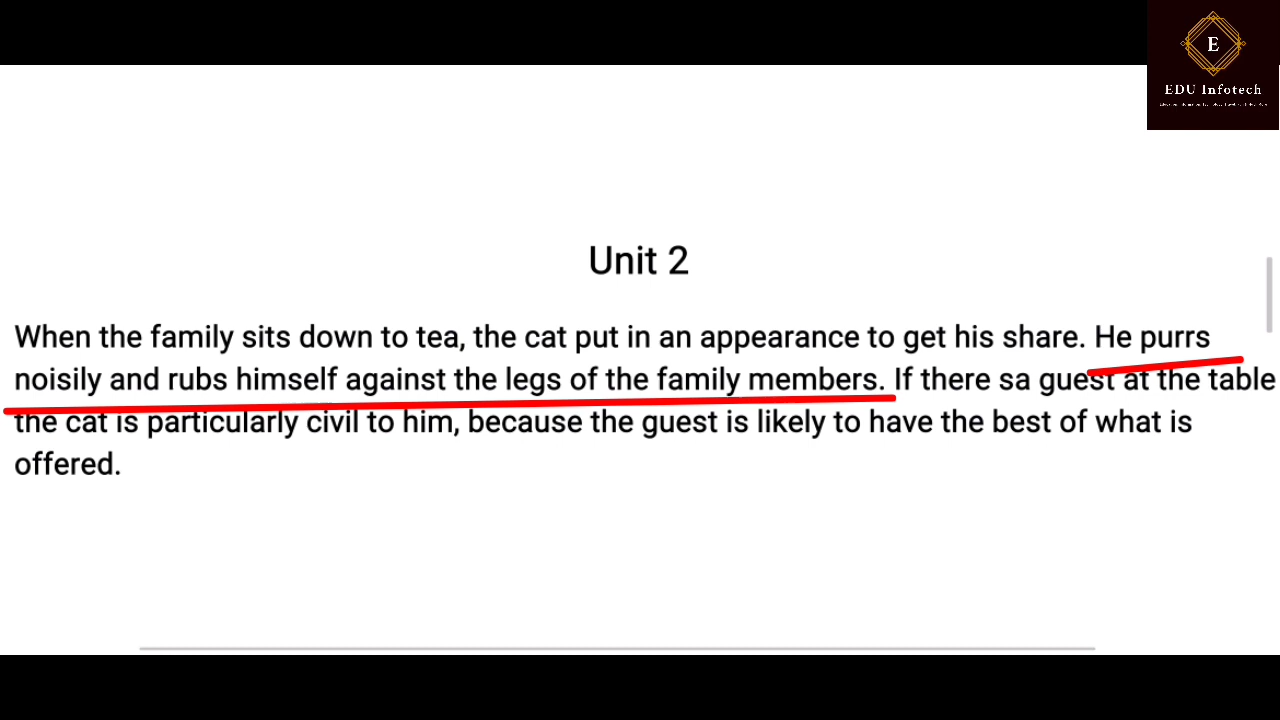 E
EDU Infotech
Unit 2
When the family sits down to tea, the cat put in an appearance to get his share. He purrs
noisily and rubs himself against the legs of the family members. If there sa guest at the table
the cat is particularly civil to him, because the guest is likely to have the best of what is
offered.